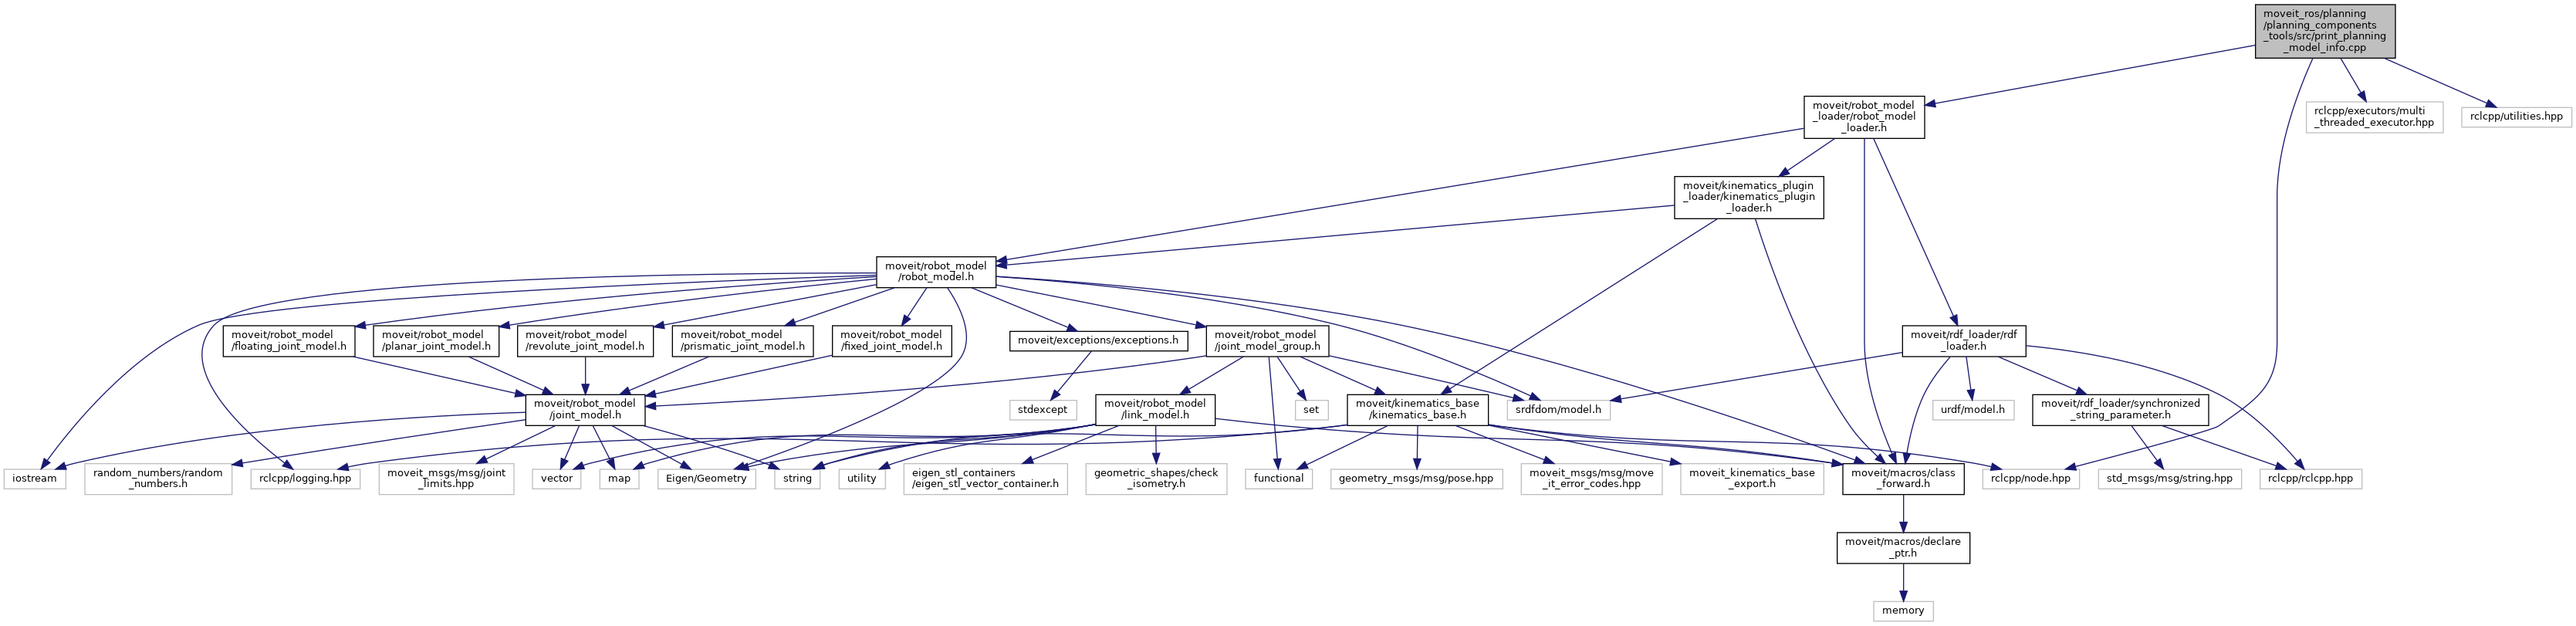 moveit_ros/planning
/planning_components
_tools/src/print_planning
_model_info.cpp
moveit/robot_model
_loader/robot_model
_loader.h
rclcpp/executors/multi
_threaded_executor.hpp
rclcpp/utilities.hpp
moveit/kinematics_plugin
_loader/kinematics_plugin
_loader.h
moveit/robot_model
/robot_model.h
moveit/robot_model
/floating_joint_model.h
moveit/robot_model
/planar_joint_model.h
moveit/robot_model
/revolute_joint_model.h
moveit/robot_model
/prismatic_joint_model.h
moveit/robot_model
/fixed_joint_model.h
moveit/exceptions/exceptions.h
moveit/robot_model
/joint_model_group.h
moveit/rdf_loader/rdf
_loader.h
moveit/robot_model
/joint_model.h
stdexcept
moveit/robot_model
/link_model.h
set
moveit/kinematics_base
/kinematics_base.h
srdfdom/model.h
urdf/model.h
moveit/rdf_loader/synchronized
_string_parameter.h
iostream
random_numbers/random
_numbers.h
rclcpp/logging.hpp
moveit_msgs/msg/joint
_limits.hpp
vector
map
Eigen/Geometry
string
utility
eigen_stl_containers
/eigen_stl_vector_container.h
geometric_shapes/check
_isometry.h
functional
geometry_msgs/msg/pose.hpp
moveit_msgs/msg/move
_it_error_codes.hpp
moveit_kinematics_base
_export.h
moveit/macros/class
_forward.h
rclcpp/node.hpp
std_msgs/msg/string.hpp
rclcpp/rclcpp.hpp
moveit/macros/declare
_ptr.h
memory